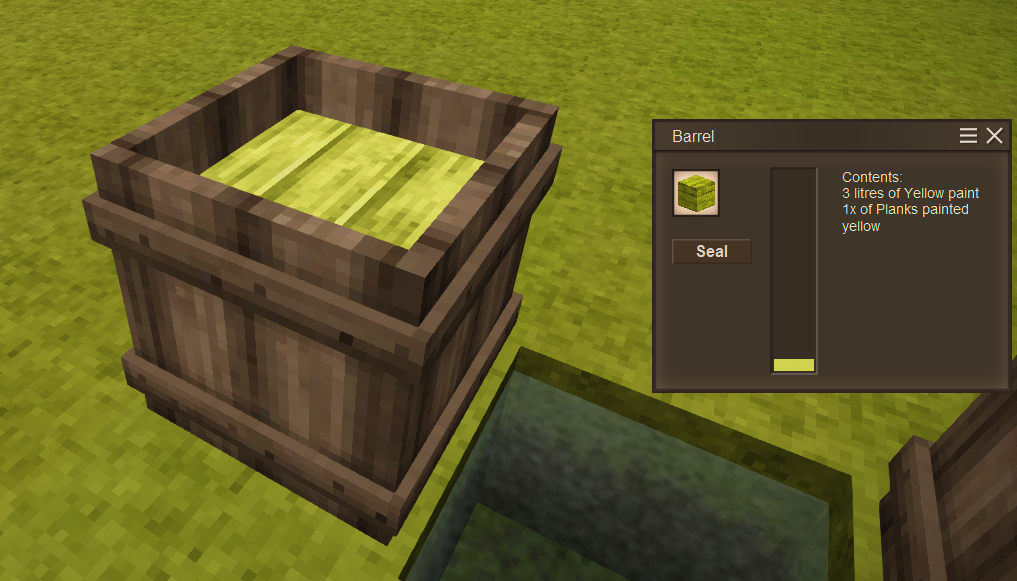 Barrel
Contents:
3 litres of Yellow paint
1x of Planks painted
yellow
Seal